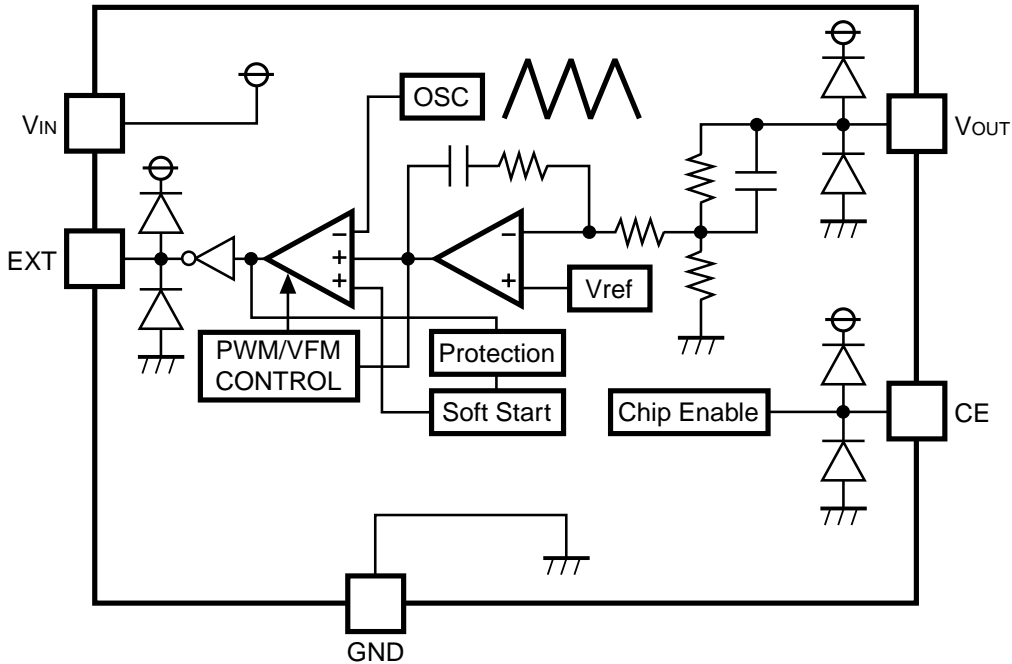 OSC
VIN
VOUT
−
+
+
−
+
EXT
Vref
PWM/VFM
CONTROL
Protection
Soft Start
Chip Enable
CE
GND